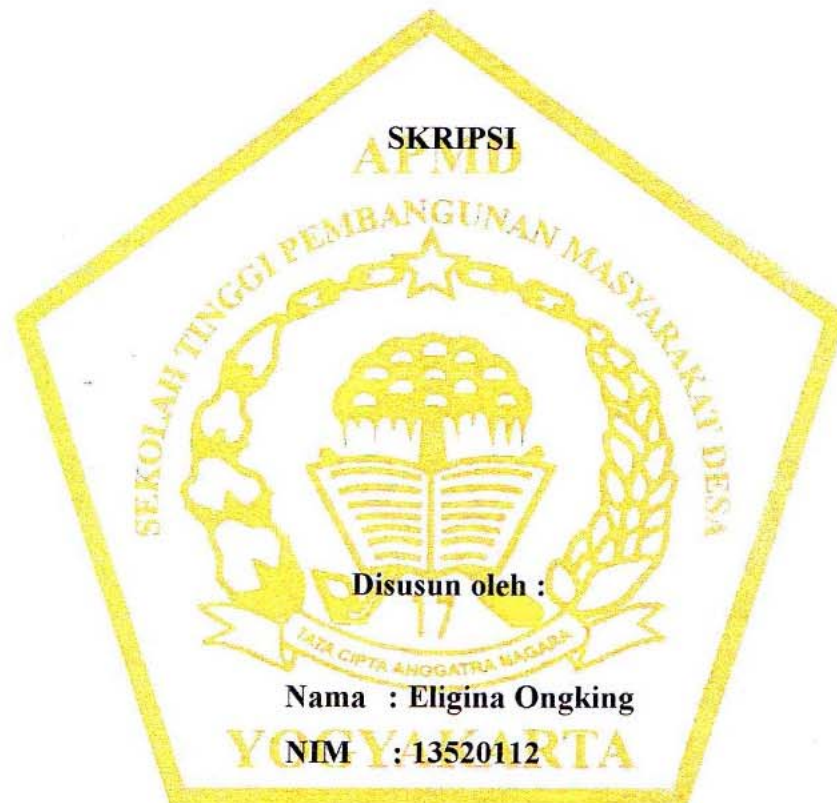 SKRIPSI
APMD
SEKOLAH TINGGI PEMBANGUNAN MASYARAKAT DESA
Disusun oleh :
17
TATA CIPTA ANGGATRA NAGARA
Nama : Eligina Ongking
YOGYAKARTA
NIM : 13520112